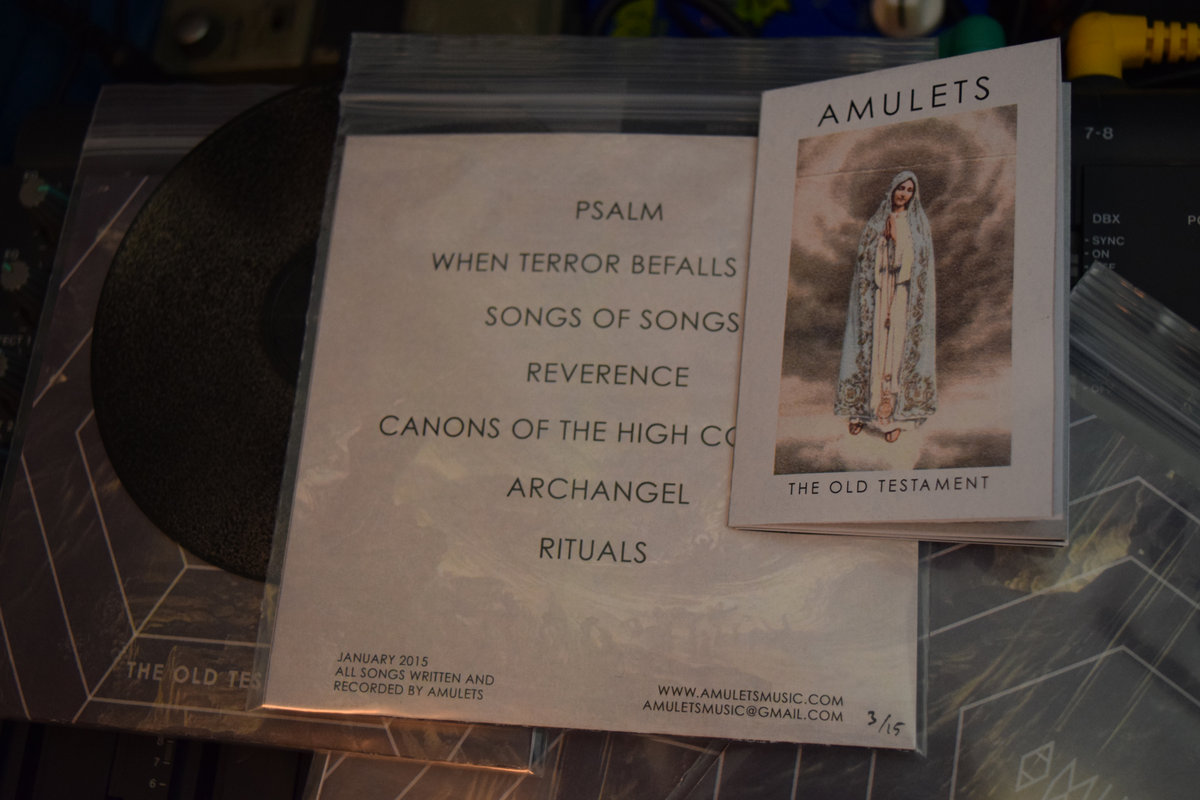 PSALM
WHEN TERROR BEFALLS
SONGS OF SONGS
REVERENCE
CANONS OF THE HIGH
ARCHANGEL
RITUALS
JANUARY 2015
ALL SONGS WRITTEN AND
RECORDED BY AMULETS
WWW.AMULETSMUSIC.COM
AMULETSMUSIC@GMAIL.COM
3/15
AMULETS
THE OLD TESTAMENT
THE OLD
7-8
DBX
SYNC
ON
7
6